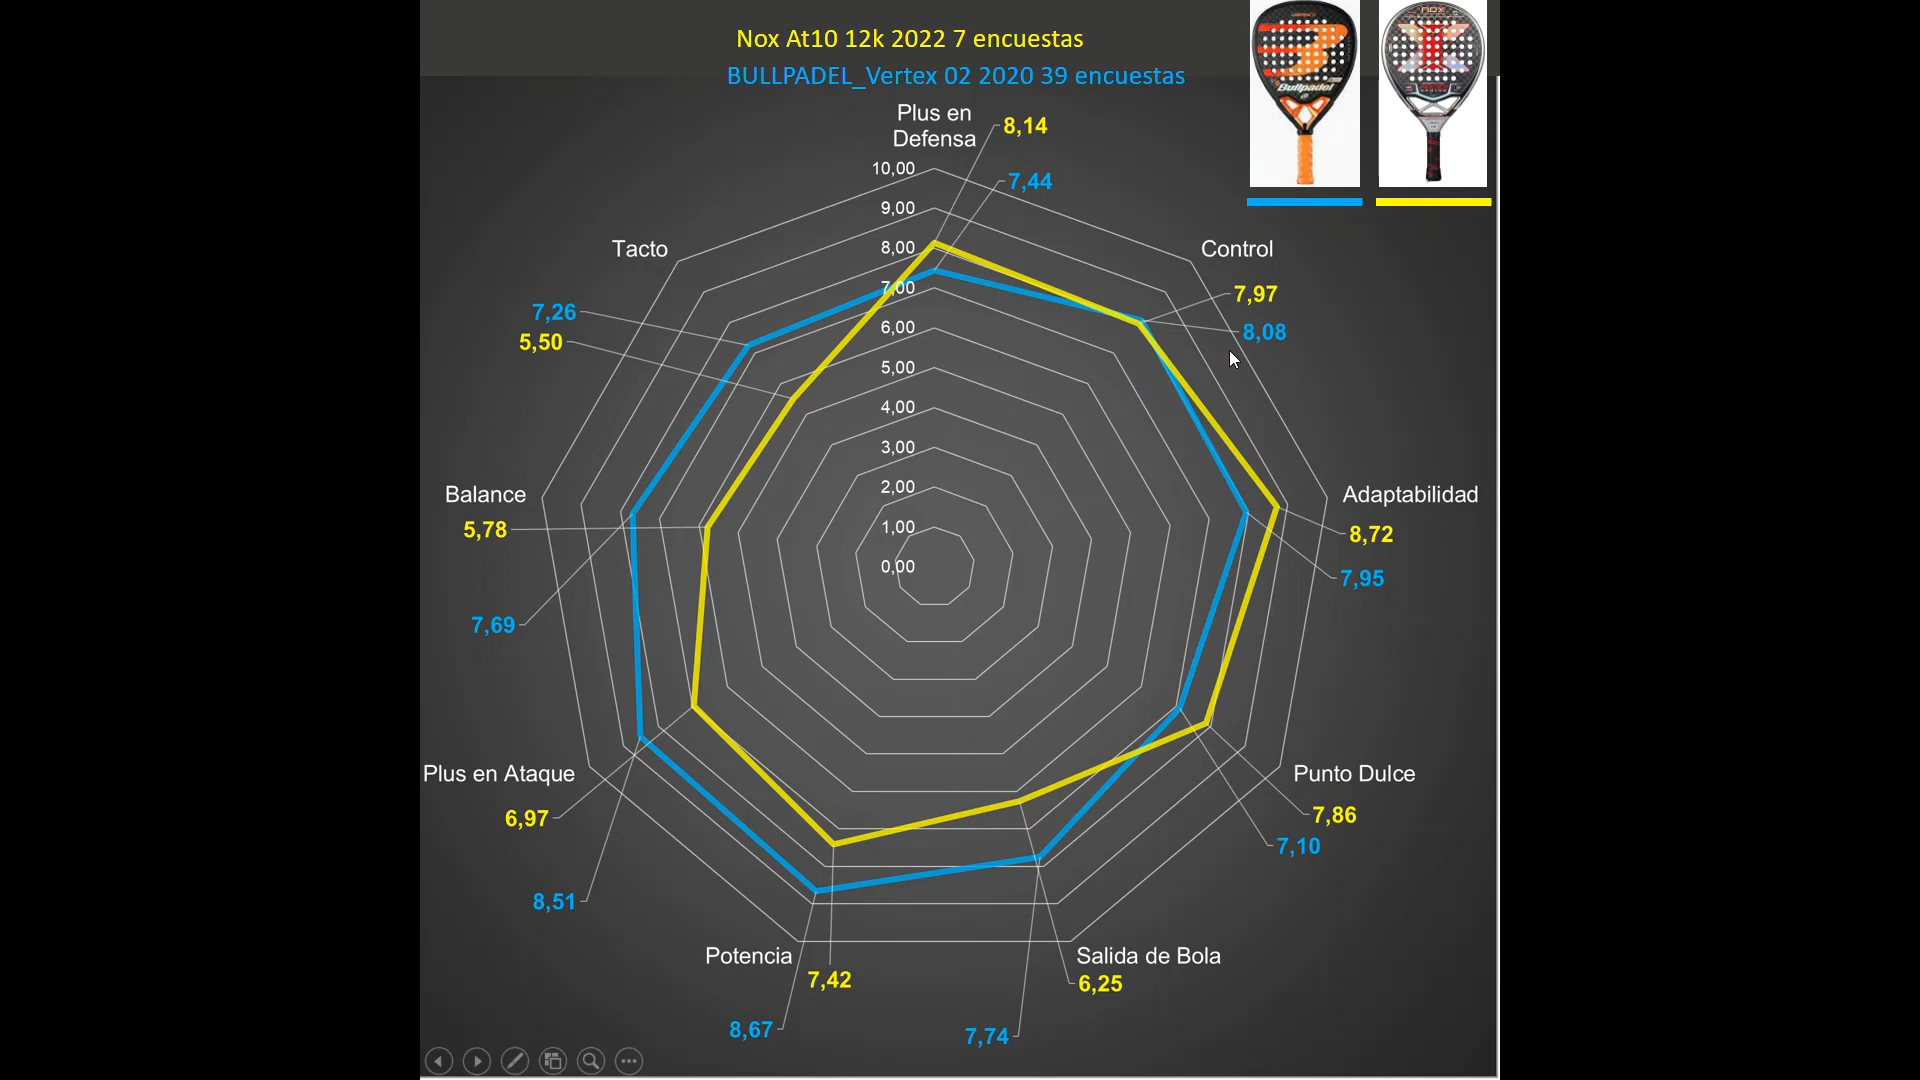 Nox At10 12k 2022 7 encuestas
BULLPADEL_Vertex 02 2020 39 encuestas
Bullpadel
NOX
Plus en
Defensa
8,14
7,44
10,00
9,00
8,00
7,00
6,00
5,00
4,00
3,00
2,00
1,00
0,00
Control
7,97
8,08
Adaptabilidad
8,72
7,95
Punto Dulce
7,86
7,10
Salida de Bola
6,25
7,74
Potencia
7,42
8,67
Plus en Ataque
6,97
8,51
Balance
5,78
7,69
Tacto
7,26
5,50